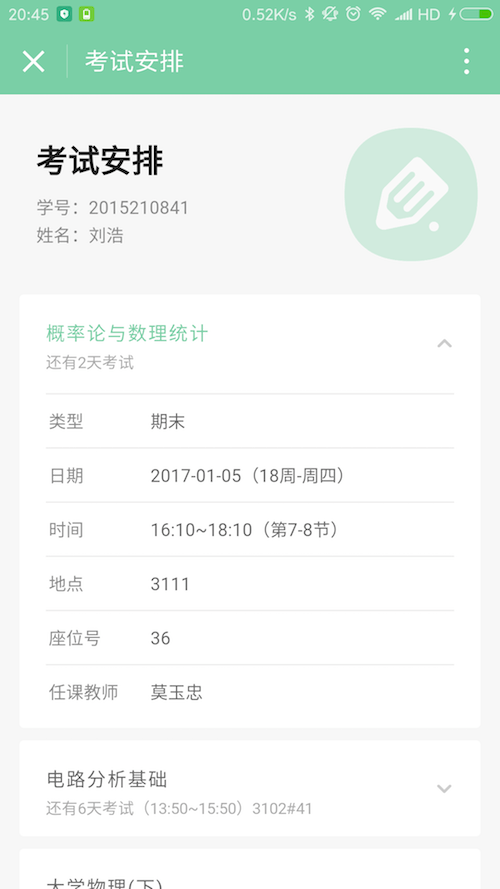 20:45 0.52K/s HD
考试安排
考试安排
学号：2015210841
姓名：刘浩
概率论与数理统计
还有2天考试
类型 期末
日期 2017-01-05（18周-周四）
时间 16:10~18:10（第7-8节）
地点 3111
座位号 36
任课教师 莫玉忠
电路分析基础
还有6天考试（13:50~15:50）3102#41
大学物理(下)